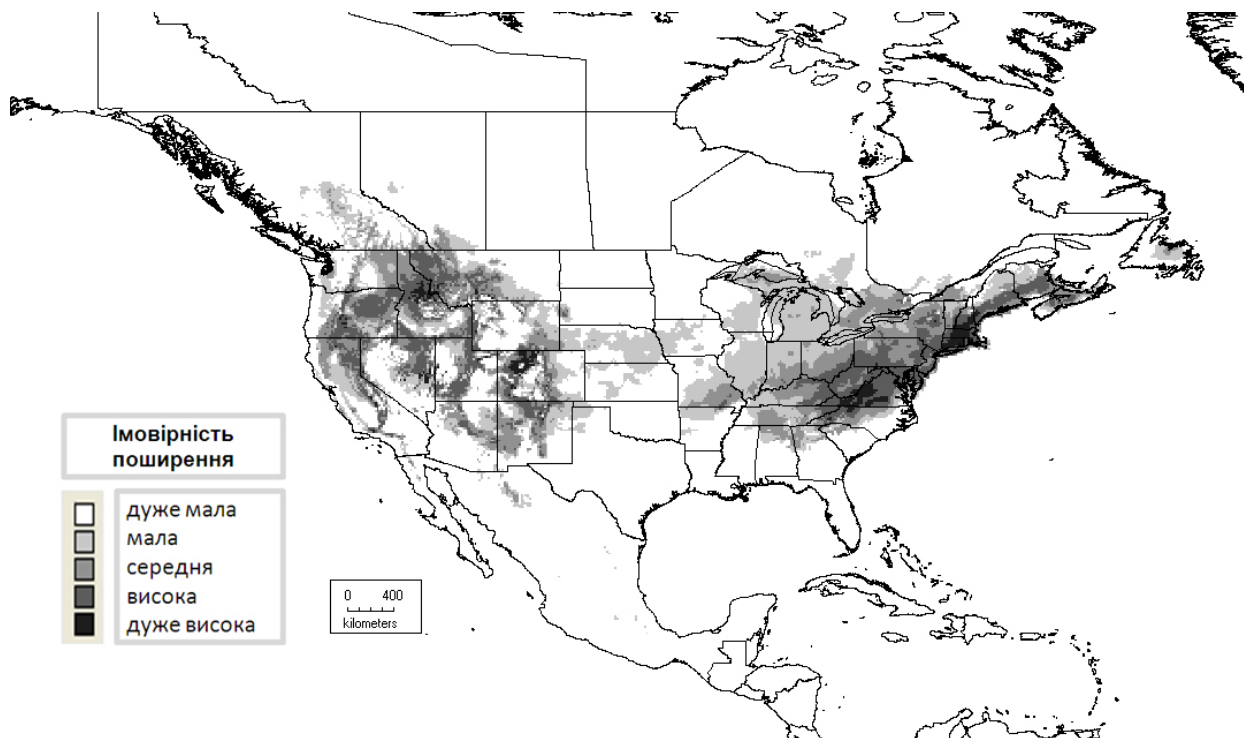 Імовірність
поширення
дуже мала
мала
середня
висока
дуже висока
0 400
kilometers